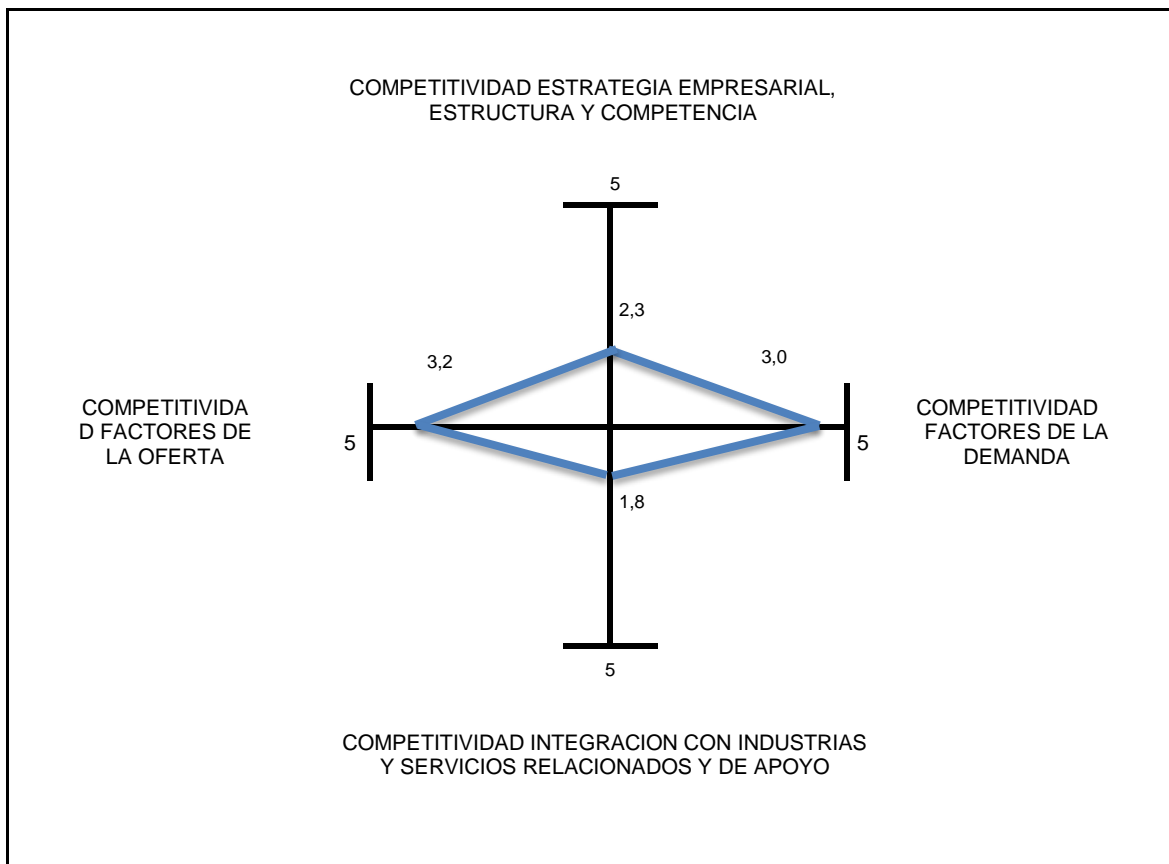 COMPETITIVIDAD ESTRATEGIA EMPRESARIAL,
ESTRUCTURA Y COMPETENCIA
5
2,3
3,2
3,0
COMPETITIVIDA
D FACTORES DE
LA OFERTA
5
5
COMPETITIVIDAD
FACTORES DE LA
DEMANDA
1,8
5
COMPETITIVIDAD INTEGRACION CON INDUSTRIAS
Y SERVICIOS RELACIONADOS Y DE APOYO